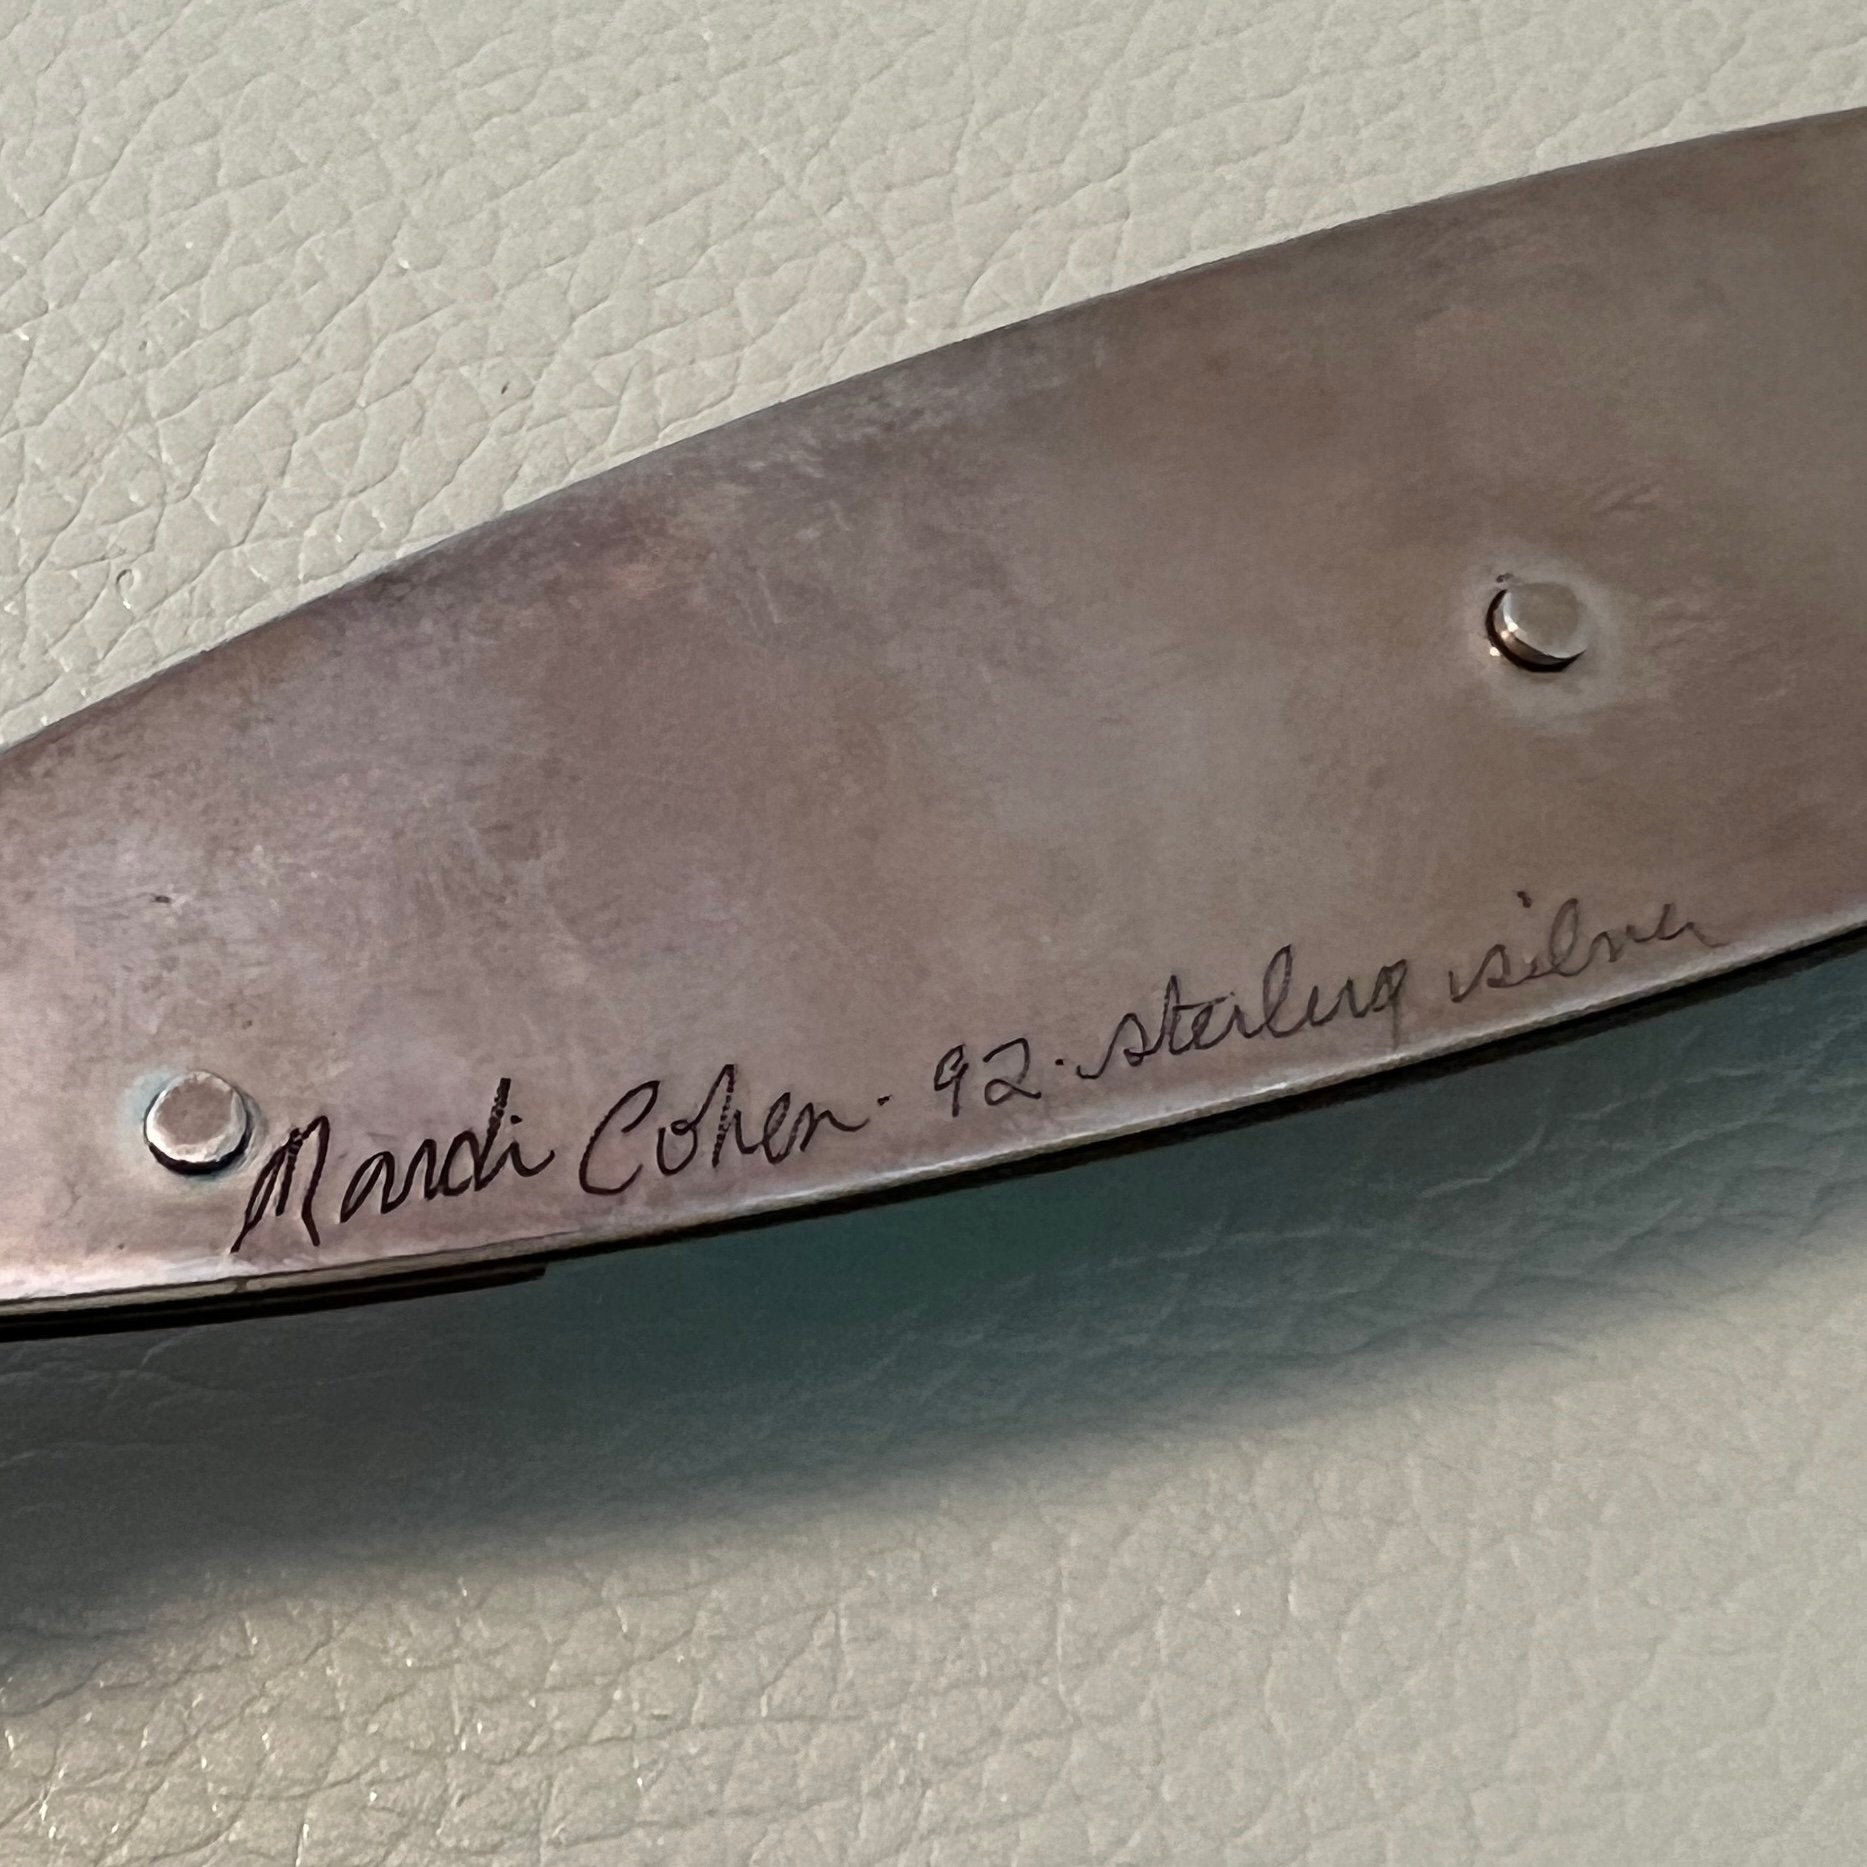 Mardi Cohen. 92. sterling silver